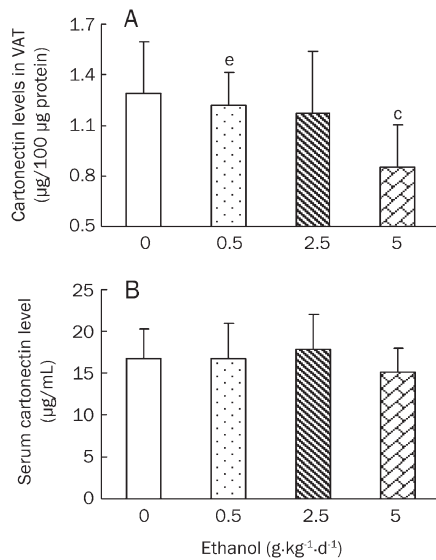 A
Cartonectin levels in VAT
(µg/100 µg protein)
1.7
1.4
1.1
0.8
0.5
e
c
0 0.5 2.5 5
B
Serum cartonectin level
(µg/mL)
25
20
15
10
5
0
0 0.5 2.5 5
Ethanol (g·kg⁻¹·d⁻¹)